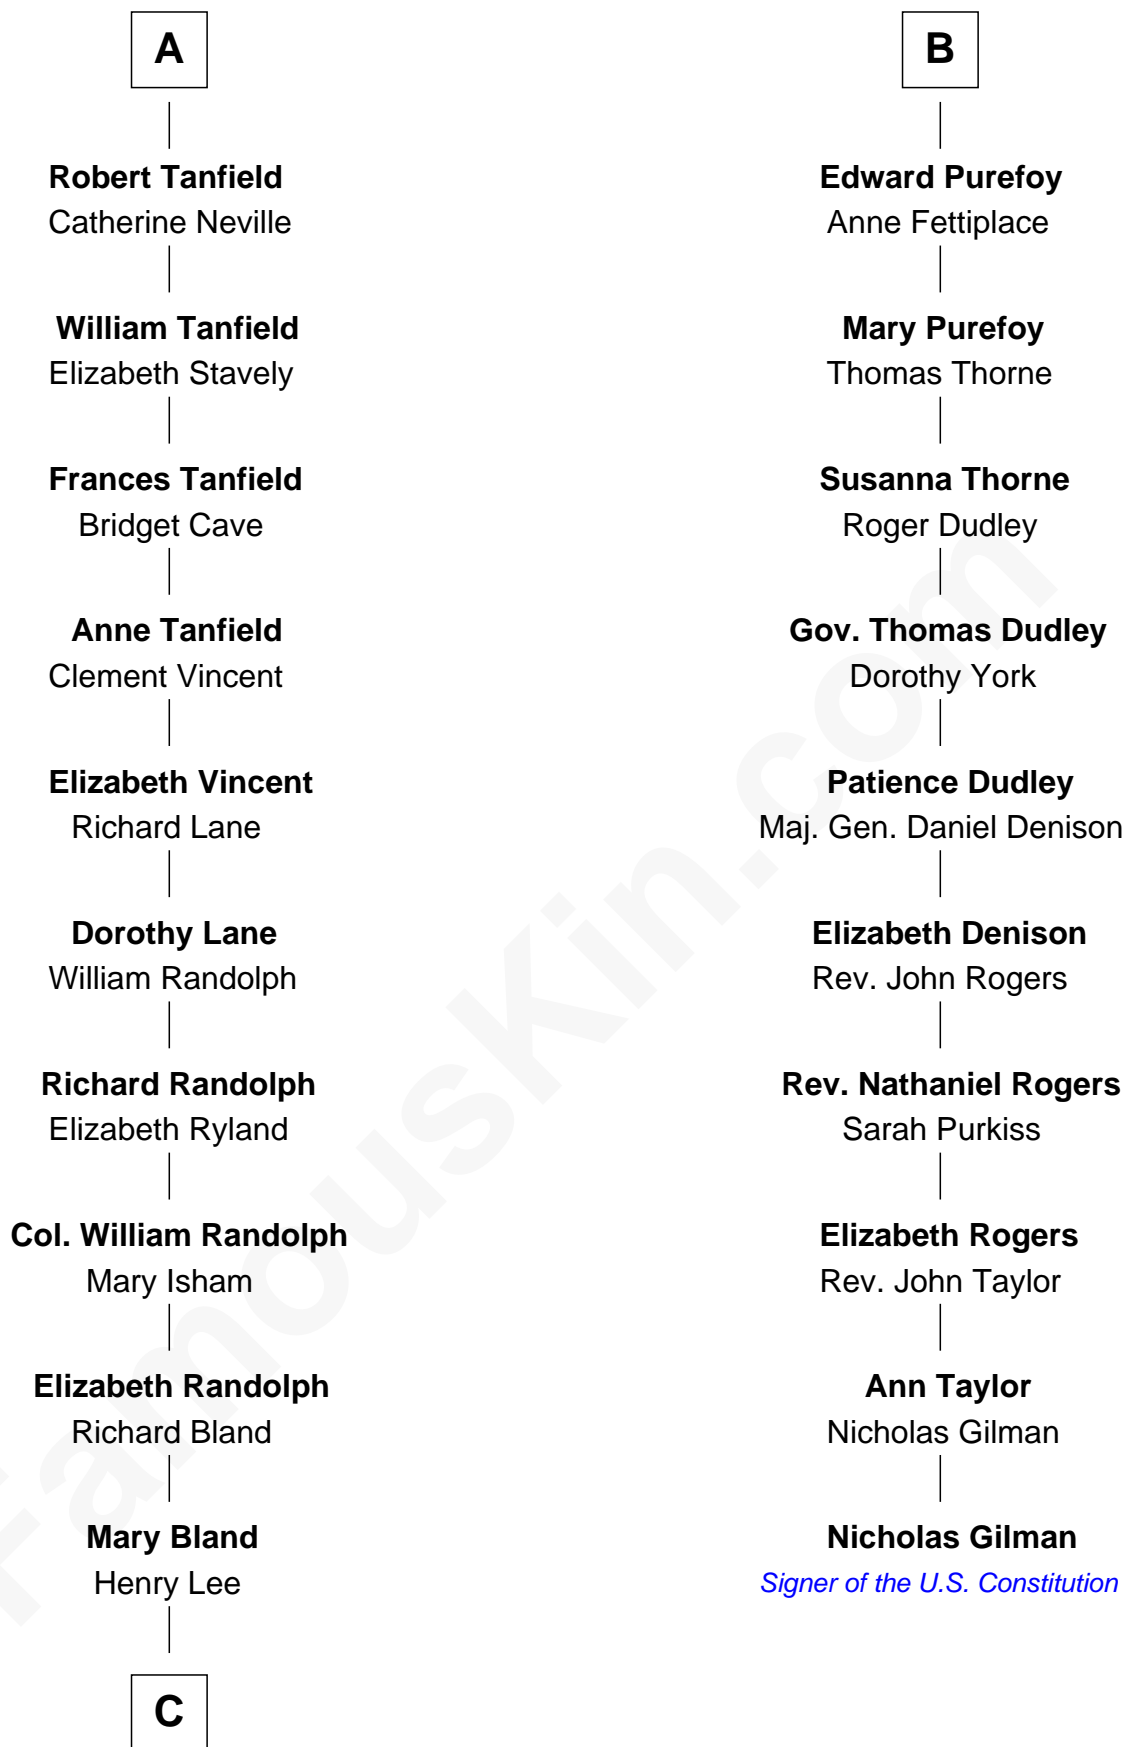 A
Robert Tanfield
Catherine Neville
William Tanfield
Elizabeth Stavely
Frances Tanfield
Bridget Cave
Anne Tanfield
Clement Vincent
Elizabeth Vincent
Richard Lane
Dorothy Lane
William Randolph
Richard Randolph
Elizabeth Ryland
Col. William Randolph
Mary Isham
Elizabeth Randolph
Richard Bland
Mary Bland
Henry Lee
C
B
Edward Purefoy
Anne Fettiplace
Mary Purefoy
Thomas Thorne
Susanna Thorne
Roger Dudley
Gov. Thomas Dudley
Dorothy York
Patience Dudley
Maj. Gen. Daniel Denison
Elizabeth Denison
Rev. John Rogers
Rev. Nathaniel Rogers
Sarah Purkiss
Elizabeth Rogers
Rev. John Taylor
Ann Taylor
Nicholas Gilman
Nicholas Gilman
Signer of the U.S. Constitution
FamousKin.com